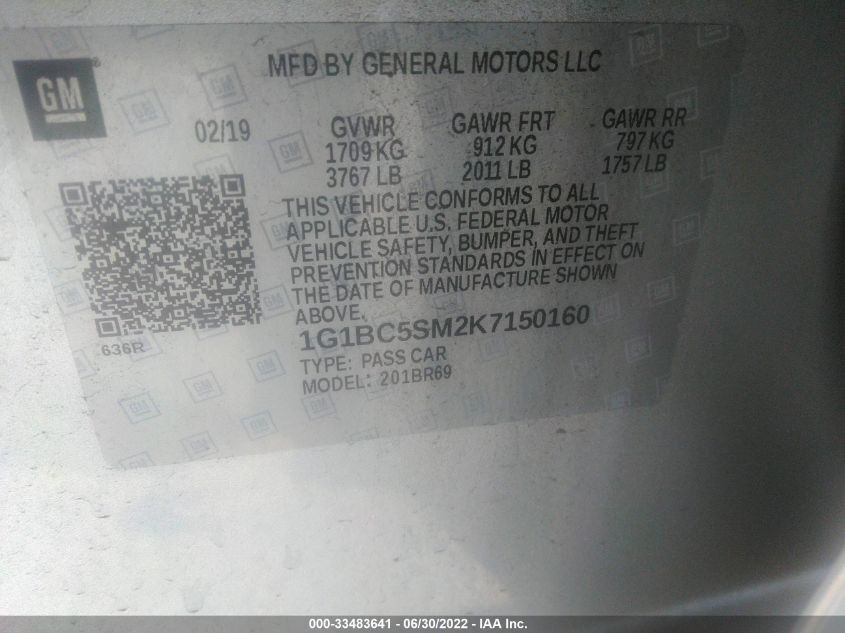 GM
MFD BY GENERAL MOTORS LLC
02/19
GVWR
1709 KG
3767 LB
GAWR FRT
912 KG
2011 LB
GAWR RR
797 KG
1757 LB
THIS VEHICLE CONFORMS TO ALL
APPLICABLE U.S. FEDERAL MOTOR
VEHICLE SAFETY, BUMPER, AND THEFT
PREVENTION STANDARDS IN EFFECT ON
THE DATE OF MANUFACTURE SHOWN
ABOVE.
1G1BC5SM2K7150160
636R
TYPE: PASS CAR
MODEL: 201BR69
000-33483641 - 06/30/2022 - IAA Inc.